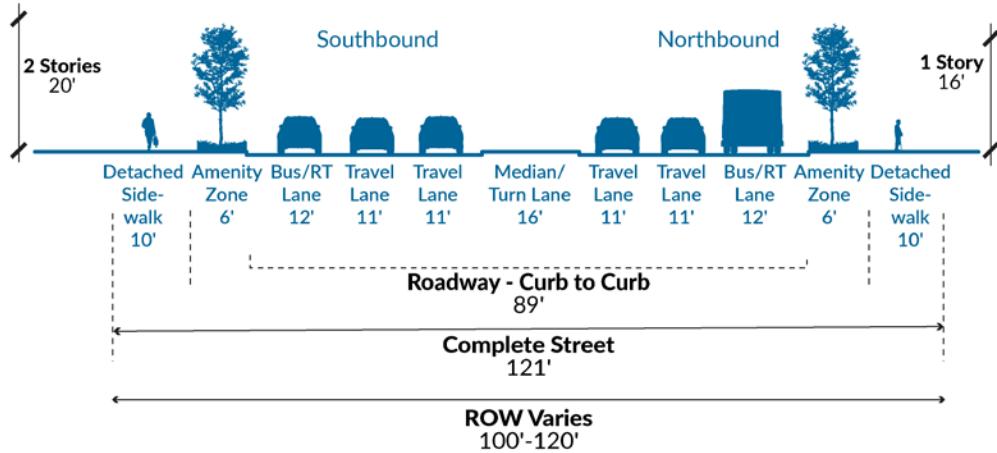 Southbound
Northbound
2 Stories
20'
1 Story
16'
Detached
Side-
walk
10'
Amenity
Zone
6'
Bus/RT
Lane
12'
Travel
Lane
11'
Travel
Lane
11'
Median/
Turn Lane
16'
Travel
Lane
11'
Travel
Lane
11'
Bus/RT
Lane
12'
Amenity
Zone
6'
Detached
Side-
walk
10'
Roadway - Curb to Curb
89'
Complete Street
121'
ROW Varies
100'-120'